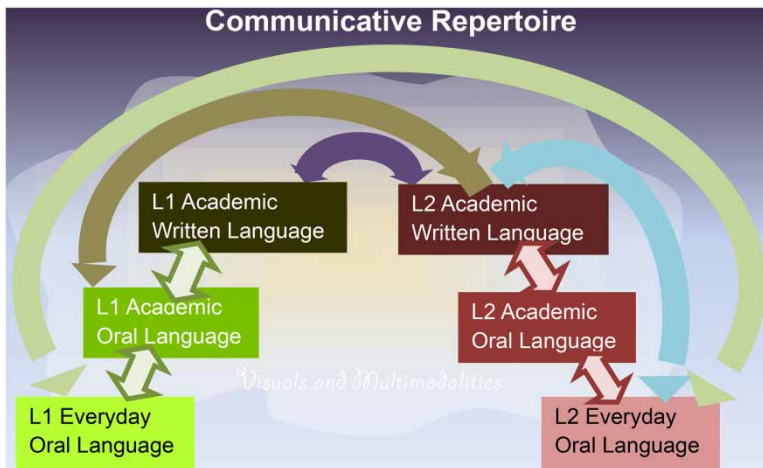 Communicative Repertoire
L1 Academic
Written Language
L2 Academic
Written Language
L1 Academic
Oral Language
L2 Academic
Oral Language
Visuals and Multimodalities
L1 Everyday
Oral Language
L2 Everyday
Oral Language